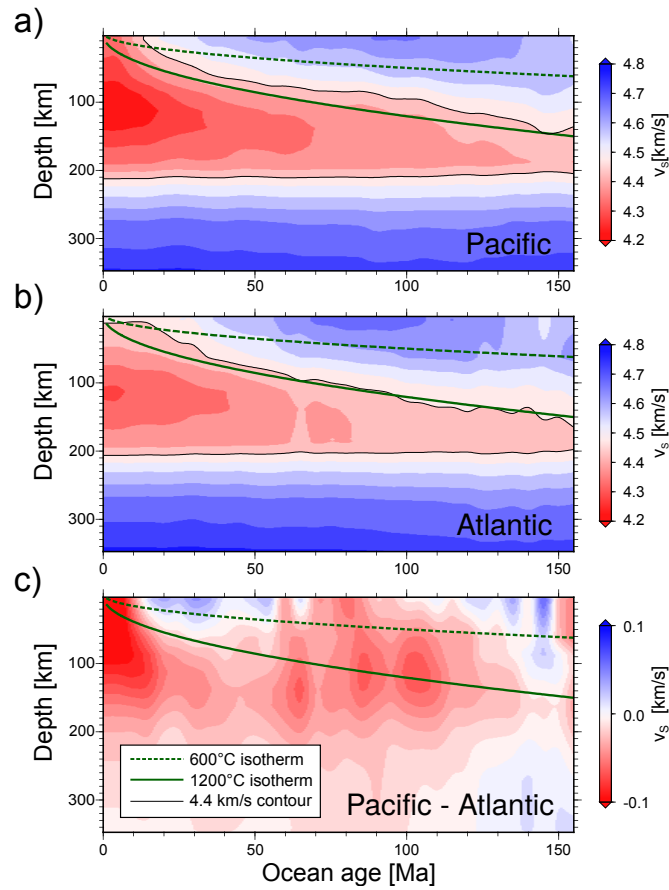 a)
Depth [km]
100
200
300
0
50
100
150
Pacific
4.8
4.7
4.6
4.5
4.4
4.3
4.2
vS [km/s]
b)
Depth [km]
100
200
300
0
50
100
150
Atlantic
4.8
4.7
4.6
4.5
4.4
4.3
4.2
vS [km/s]
c)
Depth [km]
100
200
300
600°C isotherm
1200°C isotherm
4.4 km/s contour
Pacific - Atlantic
0
50
100
150
Ocean age [Ma]
0.1
0.0
-0.1
vS [km/s]